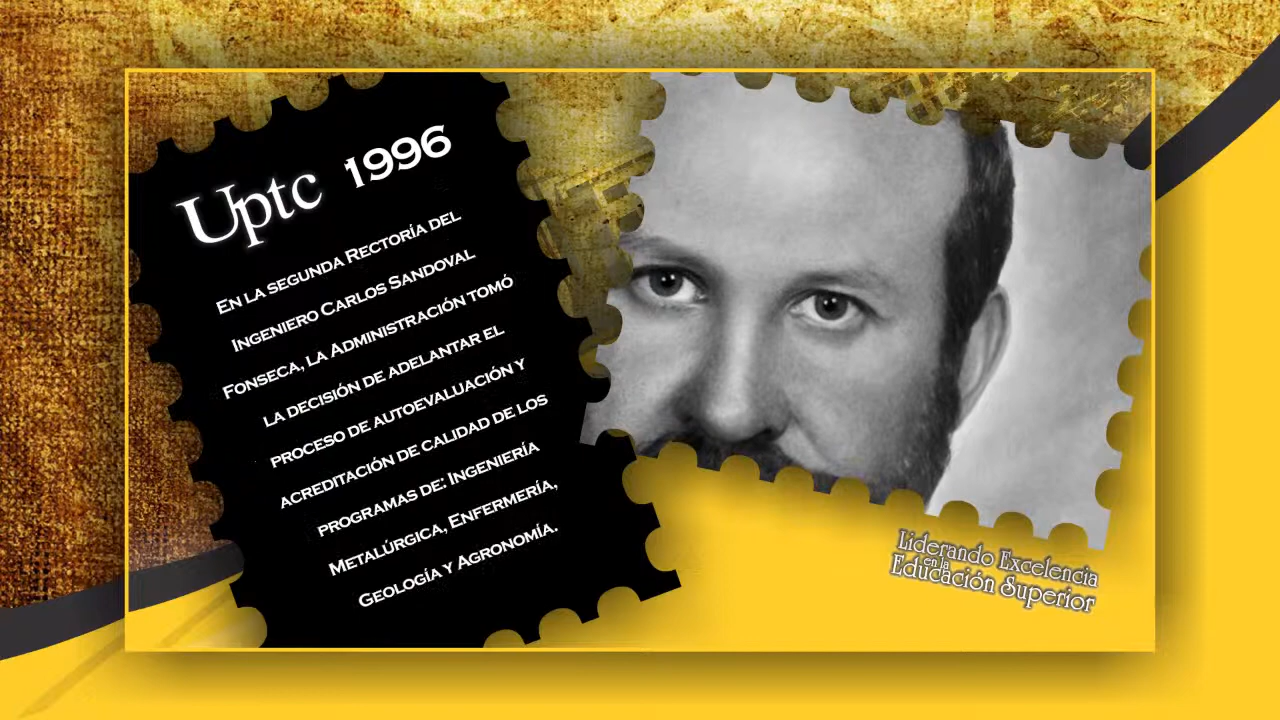 Uptc 1996
En la segunda Rectoría del
Ingeniero Carlos Sandoval
Fonseca, la Administración tomó
la decisión de adelantar el
proceso de autoevaluación y
acreditación de calidad de los
programas de: Ingeniería
Metalúrgica, Enfermería,
Geología y Agronomía.
Liderando Excelencia
en la
Educación Superior